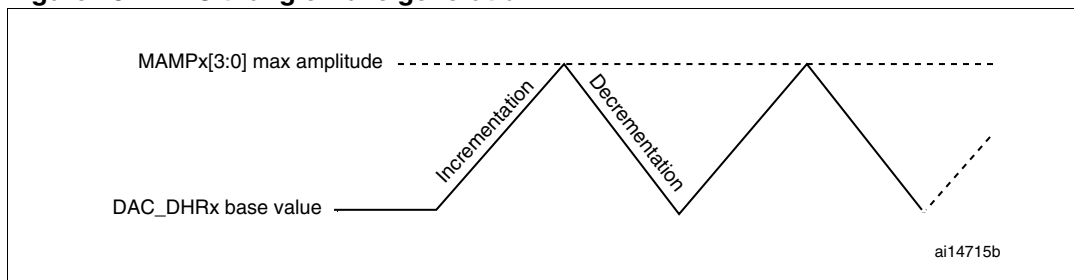 MAMPx[3:0] max amplitude
Incrementation
Decrementation
DAC_DHRx base value
ai14715b